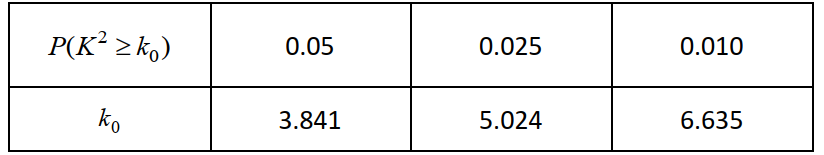 P(K² ≥ k₀) 0.05 0.025 0.010
k₀ 3.841 5.024 6.635